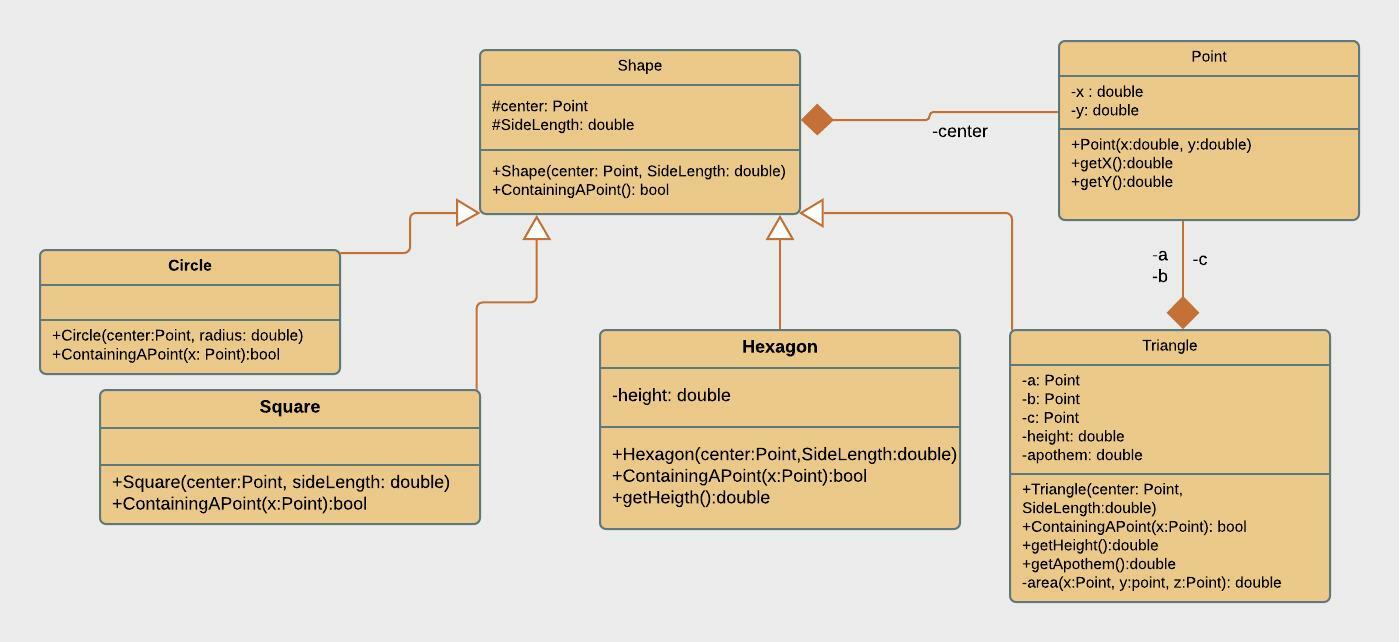 Shape
#center: Point
#SideLength: double
+Shape(center: Point, SideLength: double)
+ContainingAPoint(): bool
-center
Point
-x : double
-y: double
+Point(x:double, y:double)
+getX():double
+getY():double
-a
-b
-c
Circle
+Circle(center:Point, radius: double)
+ContainingAPoint(x: Point):bool
Square
+Square(center:Point, sideLength: double)
+ContainingAPoint(x:Point):bool
Hexagon
-height: double
+Hexagon(center:Point,SideLength:double)
+ContainingAPoint(x:Point):bool
+getHeigth():double
Triangle
-a: Point
-b: Point
-c: Point
-height: double
-apothem: double
+Triangle(center: Point,
SideLength:double)
+ContainingAPoint(x:Point): bool
+getHeight():double
+getApothem():double
-area(x:Point, y:point, z:Point): double